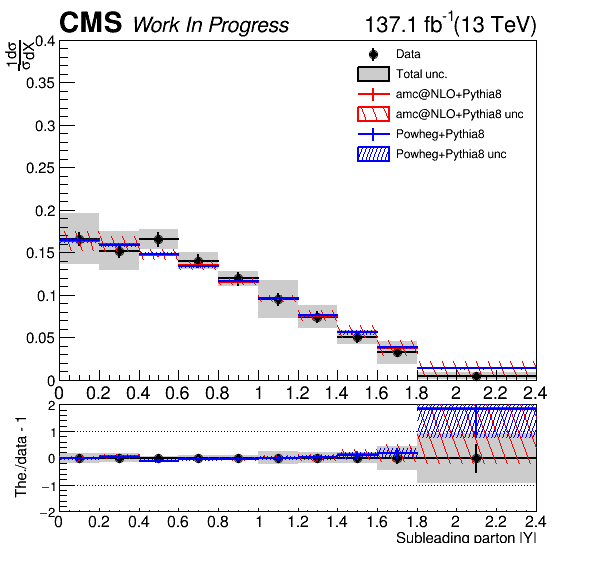 CMS Work In Progress 137.1 fb-1(13 TeV)
1 dσ
σ dX
0.4
0.35
0.3
0.25
0.2
0.15
0.1
0.05
0
Data
Total unc.
amc@NLO+Pythia8
amc@NLO+Pythia8 unc
Powheg+Pythia8
Powheg+Pythia8 unc
0 0.2 0.4 0.6 0.8 1 1.2 1.4 1.6 1.8 2 2.2 2.4
The./data - 1
2
1
0
−1
−2
0 0.2 0.4 0.6 0.8 1 1.2 1.4 1.6 1.8 2 2.2 2.4
Subleading parton |Y|